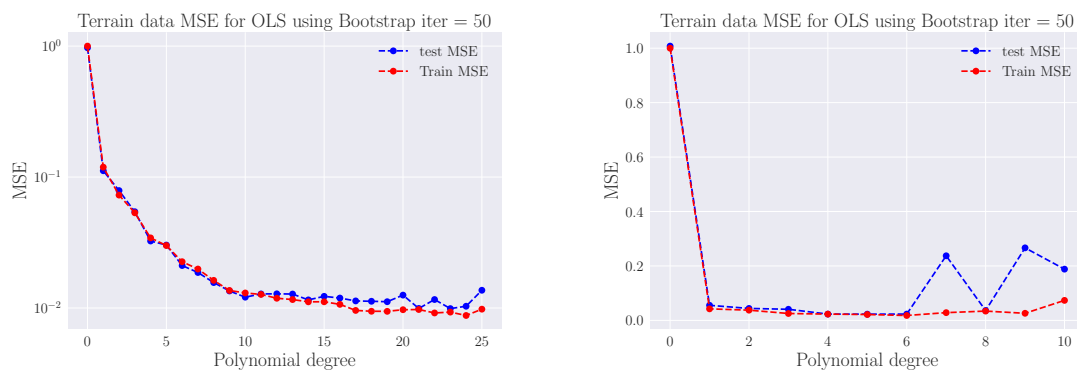 Terrain data MSE for OLS using Bootstrap iter = 50
10⁰
10⁻¹
10⁻²
MSE
test MSE
Train MSE
0 5 10 15 20 25
Polynomial degree
Terrain data MSE for OLS using Bootstrap iter = 50
1.0
0.8
0.6
0.4
0.2
0.0
MSE
test MSE
Train MSE
0 2 4 6 8 10
Polynomial degree